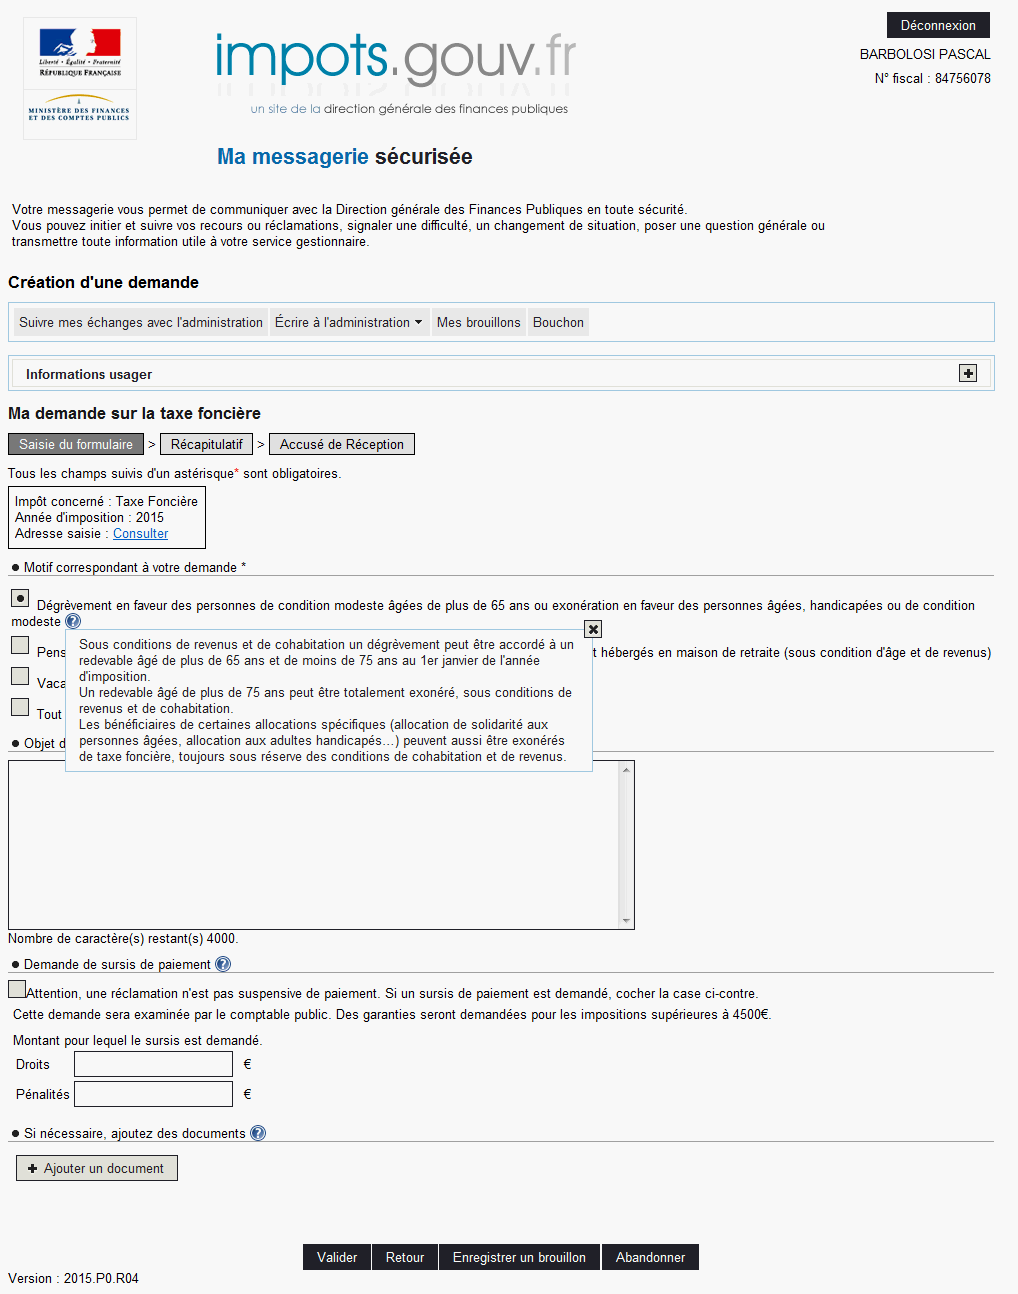 Déconnexion
BARBOLOSI PASCAL
N° fiscal : 84756078
Liberté • Égalité • Fraternité
RÉPUBLIQUE FRANÇAISE
MINISTÈRE DES FINANCES
ET DES COMPTES PUBLICS
impots.gouv.fr
un site de la direction générale des finances publiques
Ma messagerie sécurisée
Votre messagerie vous permet de communiquer avec la Direction générale des Finances Publiques en toute sécurité.
Vous pouvez initier et suivre vos recours ou réclamations, signaler une difficulté, un changement de situation, poser une question générale ou
transmettre toute information utile à votre service gestionnaire.
Création d'une demande
Suivre mes échanges avec l'administration Écrire à l'administration Mes brouillons Bouchon
Informations usager
Ma demande sur la taxe foncière
Saisie du formulaire > Récapitulatif > Accusé de Réception
Tous les champs suivis d'un astérisque* sont obligatoires.
Impôt concerné : Taxe Foncière
Année d'imposition : 2015
Adresse saisie : Consulter
Motif correspondant à votre demande *
Dégrèvement en faveur des personnes de condition modeste âgées de plus de 65 ans ou exonération en faveur des personnes âgées, handicapées ou de condition
modeste
Sous conditions de revenus et de cohabitation un dégrèvement peut être accordé à un
redevable âgé de plus de 65 ans et de moins de 75 ans au 1er janvier de l'année
d'imposition.
Un redevable âgé de plus de 75 ans peut être totalement exonéré, sous conditions de
revenus et de cohabitation.
Les bénéficiaires de certaines allocations spécifiques (allocation de solidarité aux
personnes âgées, allocation aux adultes handicapés...) peuvent aussi être exonérés
de taxe foncière, toujours sous réserve des conditions de cohabitation et de revenus.
Pens t hébergés en maison de retraite (sous condition d'âge et de revenus)
Vaca
Tout
Objet d
Nombre de caractère(s) restant(s) 4000.
Demande de sursis de paiement
Attention, une réclamation n'est pas suspensive de paiement. Si un sursis de paiement est demandé, cocher la case ci-contre.
Cette demande sera examinée par le comptable public. Des garanties seront demandées pour les impositions supérieures à 4500€.
Montant pour lequel le sursis est demandé.
Droits €
Pénalités €
Si nécessaire, ajoutez des documents
Ajouter un document
Valider Retour Enregistrer un brouillon Abandonner
Version : 2015.P0.R04